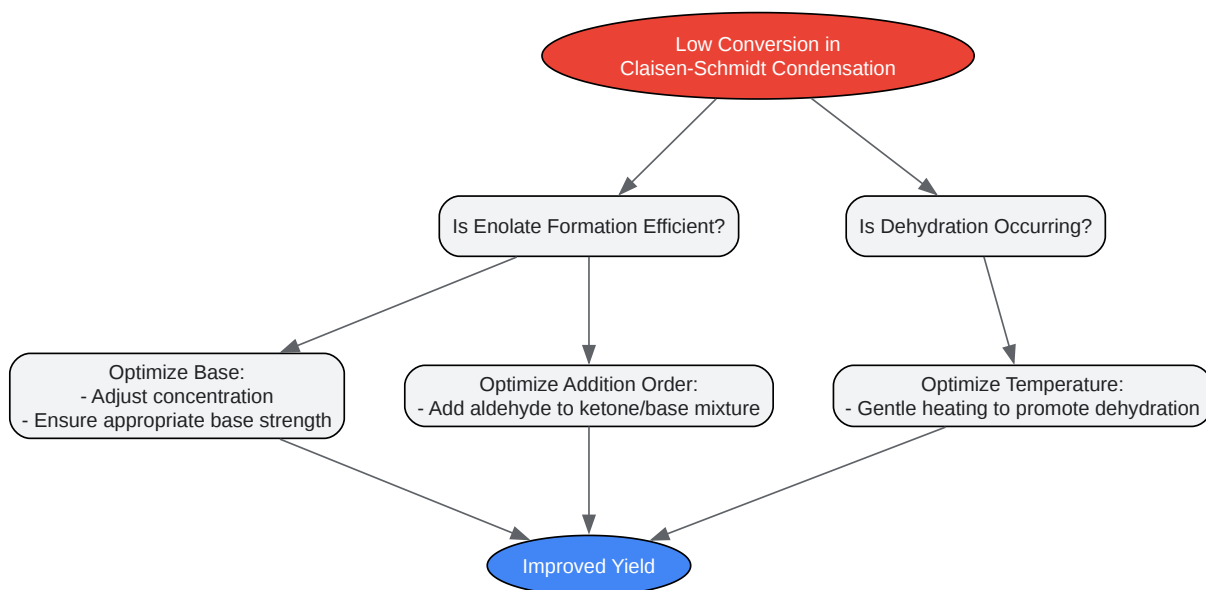 Low Conversion in
Claisen-Schmidt Condensation
Is Enolate Formation Efficient?
Is Dehydration Occurring?
Optimize Base:
- Adjust concentration
- Ensure appropriate base strength
Optimize Addition Order:
- Add aldehyde to ketone/base mixture
Optimize Temperature:
- Gentle heating to promote dehydration
Improved Yield